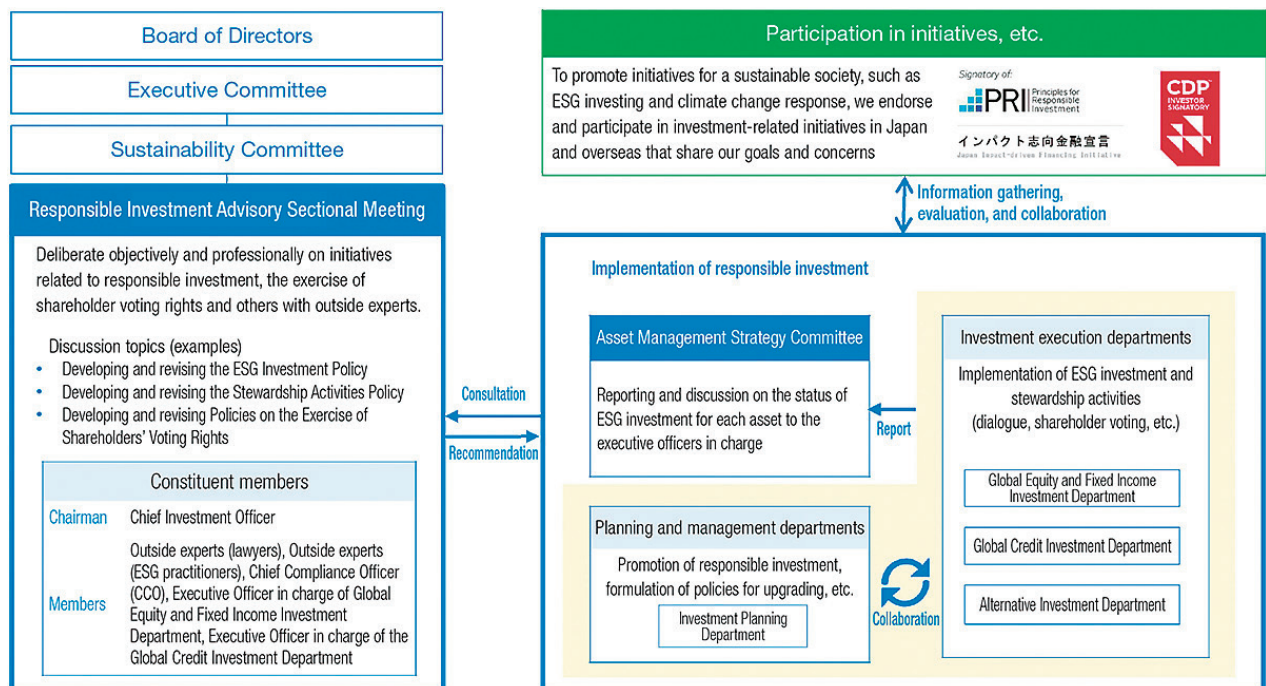 Board of Directors
Executive Committee
Sustainability Committee
Responsible Investment Advisory Sectional Meeting
Deliberate objectively and professionally on initiatives
related to responsible investment, the exercise of
shareholder voting rights and others with outside experts.
Discussion topics (examples)
• Developing and revising the ESG Investment Policy
• Developing and revising the Stewardship Activities Policy
• Developing and revising Policies on the Exercise of
Shareholders' Voting Rights
Constituent members
Chairman Chief Investment Officer
Members
Outside experts (lawyers), Outside experts
(ESG practitioners), Chief Compliance Officer
(CCO), Executive Officer in charge of Global
Equity and Fixed Income Investment
Department, Executive Officer in charge of the
Global Credit Investment Department
Consultation
Recommendation
Participation in initiatives, etc.
To promote initiatives for a sustainable society, such as
ESG investing and climate change response, we endorse
and participate in investment-related initiatives in Japan
and overseas that share our goals and concerns
Signatory of:
PRI Principles for
Responsible
Investment
インパクト志向金融宣言
Japan Impact-driven Financing Initiative
CDP
INVESTOR
SIGNATORY
Information gathering,
evaluation, and collaboration
Implementation of responsible investment
Asset Management Strategy Committee
Reporting and discussion on the status of
ESG investment for each asset to the
executive officers in charge
Report
Investment execution departments
Implementation of ESG investment and
stewardship activities
(dialogue, shareholder voting, etc.)
Global Equity and Fixed Income
Investment Department
Global Credit Investment Department
Alternative Investment Department
Planning and management departments
Promotion of responsible investment,
formulation of policies for upgrading, etc.
Investment Planning
Department
Collaboration